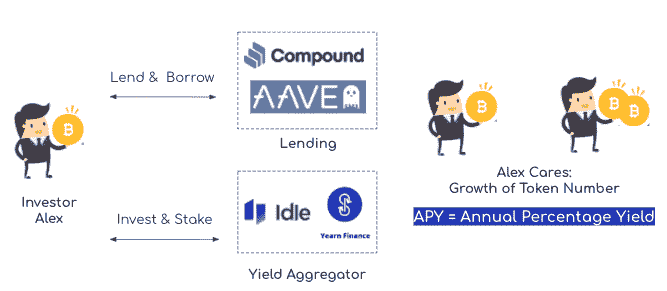 Compound
Lend & Borrow
AAVE
Lending
Investor
Alex
Alex Cares:
Growth of Token Number
APY = Annual Percentage Yield
Invest & Stake
Idle
Yearn Finance
Yield Aggregator